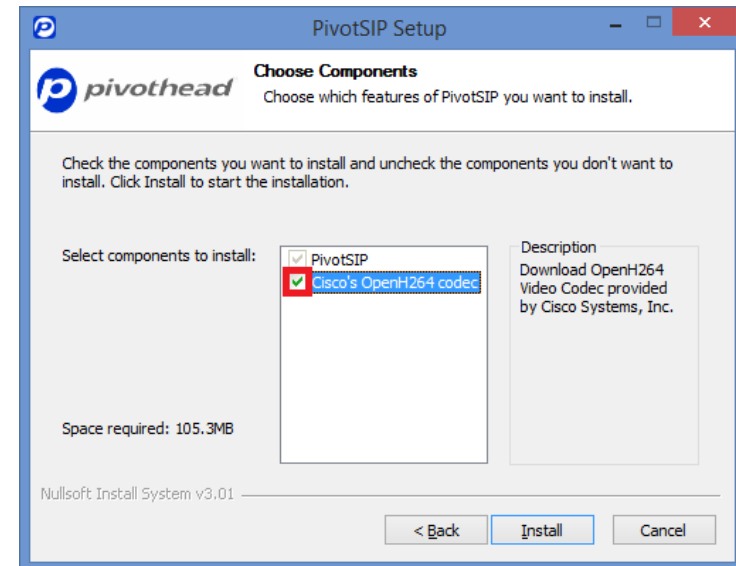 PivotSIP Setup
pivothead
Choose Components
Choose which features of PivotSIP you want to install.
Check the components you want to install and uncheck the components you don't want to
install. Click Install to start the installation.
Select components to install:
PivotSIP
Cisco's OpenH264 codec
Description
Download OpenH264
Video Codec provided
by Cisco Systems, Inc.
Space required: 105.3MB
Nullsoft Install System v3.01
< Back
Install
Cancel